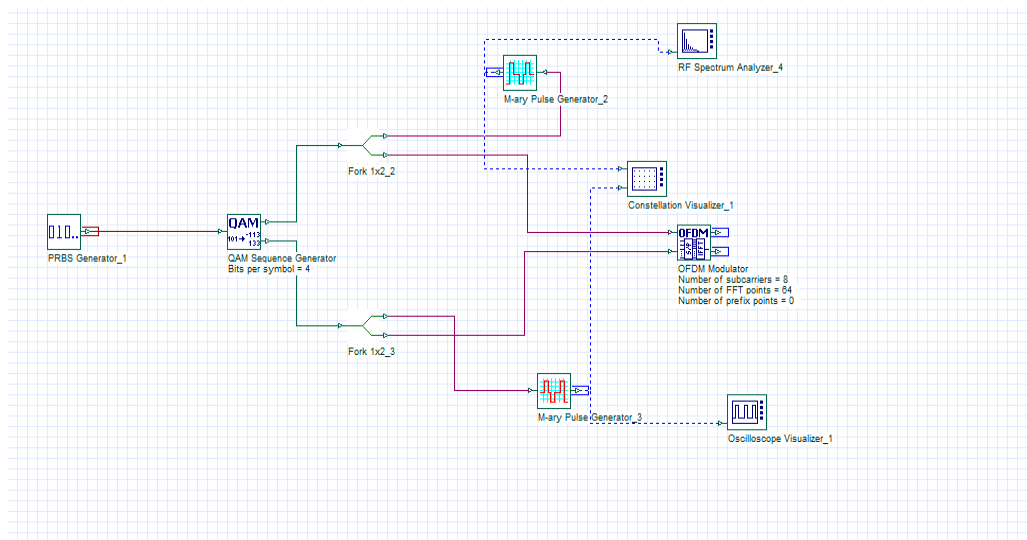 RF Spectrum Analyzer_4
M-ary Pulse Generator_2
Fork 1x2_2
Constellation Visualizer_1
010...
PRBS Generator_1
QAM
101→ -113
133
QAM Sequence Generator
Bits per symbol = 4
OFDM
OFDM Modulator
Number of subcarriers = 8
Number of FFT points = 64
Number of prefix points = 0
Fork 1x2_3
M-ary Pulse Generator_3
Oscilloscope Visualizer_1